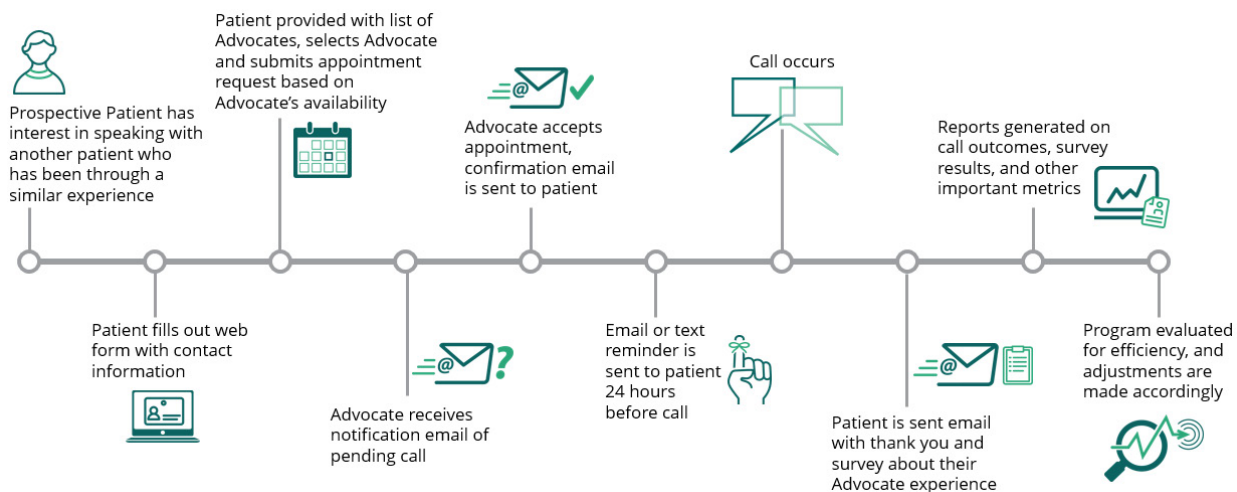 Prospective Patient has
interest in speaking with
another patient who
has been through a
similar experience
Patient fills out web
form with contact
information
Patient provided with list of
Advocates, selects Advocate
and submits appointment
request based on
Advocate’s availability
Advocate receives
notification email of
pending call
@
?
Advocate accepts
appointment,
confirmation email
is sent to patient
@
Email or text
reminder is
sent to patient
24 hours
before call
Call occurs
Patient is sent email
with thank you and
survey about their
Advocate experience
@
Reports generated on
call outcomes, survey
results, and other
important metrics
Program evaluated
for efficiency, and
adjustments are
made accordingly